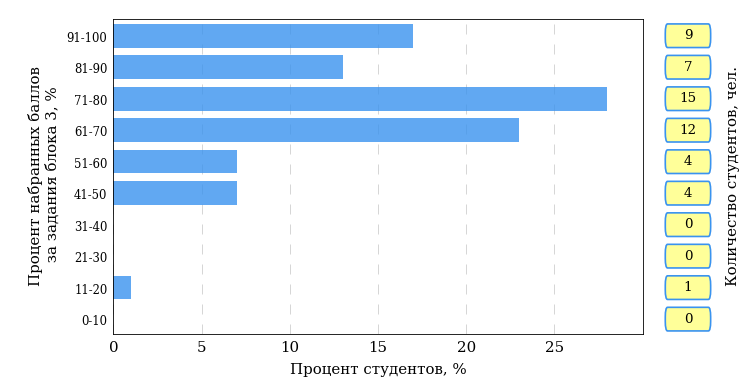 Процент набранных баллов
за задания блока 3, %
91-100 9
81-90 7
71-80 15
61-70 12
51-60 4
41-50 4
31-40 0
21-30 0
11-20 1
0-10 0
0 5 10 15 20 25
Процент студентов, %
Количество студентов, чел.